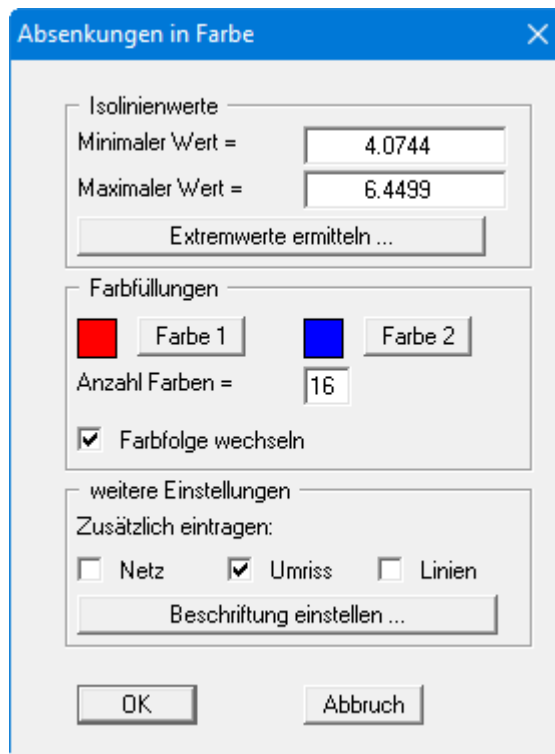 Absenkungen in Farbe
Isolinienwerte
Minimaler Wert = 4.0744
Maximaler Wert = 6.4499
Extremwerte ermitteln ...
Farbfüllungen
Farbe 1 Farbe 2
Anzahl Farben = 16
Farbfolge wechseln
weitere Einstellungen
Zusätzlich eintragen:
Netz Umriss Linien
Beschriftung einstellen ...
OK Abbruch